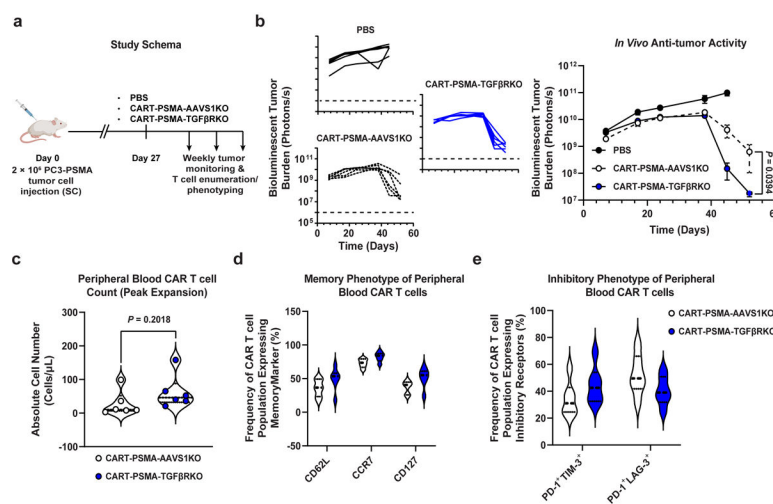 a
Study Schema
• PBS
• CART-PSMA-AAVS1KO
• CART-PSMA-TGFβRKO
Day 0
2 × 10⁶ PC3-PSMA
tumor cell
injection (SC)
Day 27
Weekly tumor
monitoring &
T cell enumeration/
phenotyping
b
PBS
CART-PSMA-TGFβRKO
CART-PSMA-AAVS1KO
Bioluminescent Tumor
Burden (Photons/s)
10¹¹
10⁹
10⁷
10⁵
0 20 40 60
Time (Days)
In Vivo Anti-tumor Activity
Bioluminescent Tumor
Burden (Photons/s)
10¹²
10¹¹
10¹⁰
10⁹
10⁸
10⁷
PBS
CART-PSMA-AAVS1KO
CART-PSMA-TGFβRKO
P = 0.0394
0 20 40
Time (Days)
c
Peripheral Blood CAR T cell
Count (Peak Expansion)
P = 0.2018
Absolute Cell Number
(Cells/µL)
300
200
100
0
-100
CART-PSMA-AAVS1KO
CART-PSMA-TGFβRKO
d
Memory Phenotype of Peripheral
Blood CAR T cells
Frequency of CAR T cell
Population Expressing
MemoryMarker (%)
150
100
50
0
-50
CD62L
CCR7
CD127
e
Inhibitory Phenotype of Peripheral
Blood CAR T cells
CART-PSMA-AAVS1KO
CART-PSMA-TGFβRKO
Frequency of CAR T cell
Population Expressing
Inhibitory Receptors (%)
100
80
60
40
20
0
PD-1⁺TIM-3⁺
PD-1⁺LAG-3⁺